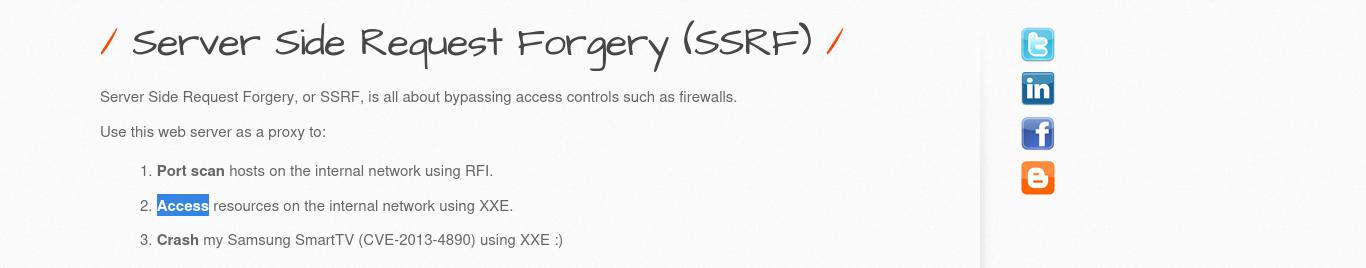 / Server Side Request Forgery (SSRF) /
Server Side Request Forgery, or SSRF, is all about bypassing access controls such as firewalls.
Use this web server as a proxy to:
1. Port scan hosts on the internal network using RFI.
2. Access resources on the internal network using XXE.
3. Crash my Samsung SmartTV (CVE-2013-4890) using XXE :)